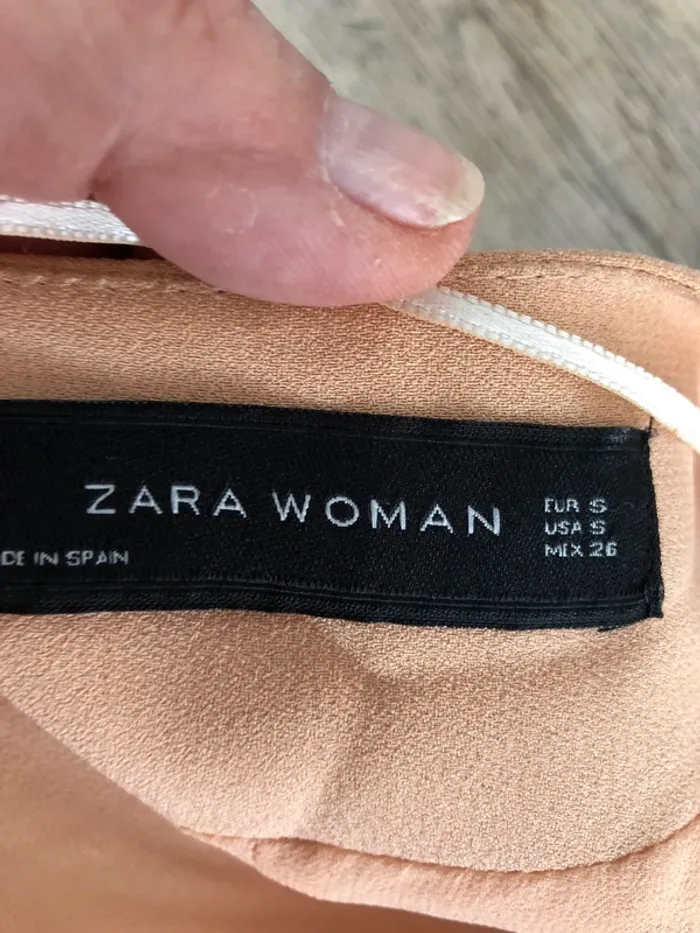 ZARA WOMAN
EUR S
USA S
MEX 26
DE IN SPAIN